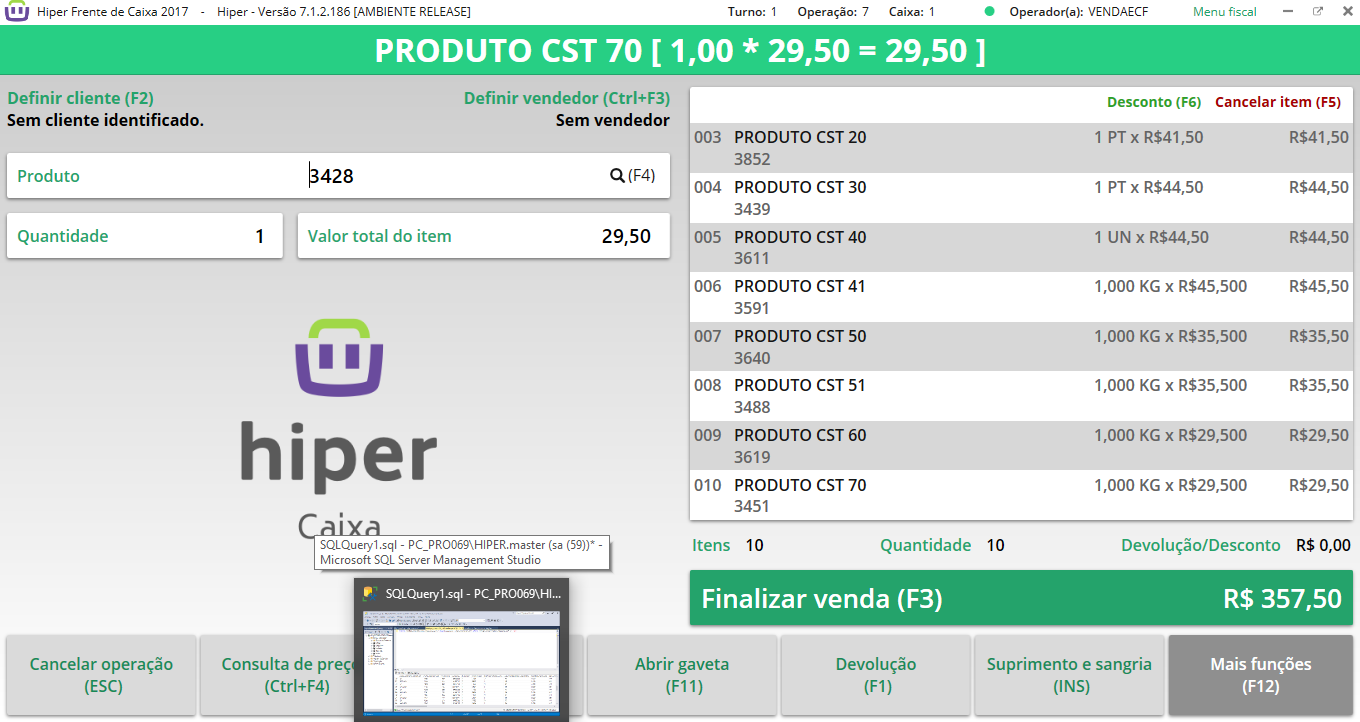 Hiper Frente de Caixa 2017 - Hiper - Versão 7.1.2.186 [AMBIENTE RELEASE] Turno: 1 Operação: 7 Caixa: 1 Operador(a): VENDAECF Menu fiscal
PRODUTO CST 70 [ 1,00 * 29,50 = 29,50 ]
Definir cliente (F2)
Sem cliente identificado.
Definir vendedor (Ctrl+F3)
Sem vendedor
Produto 3428 (F4)
Quantidade 1
Valor total do item 29,50
hiper
Caixa
SQLQuery1.sql - PC_PRO069\HIPER.master (sa (59))* -
Microsoft SQL Server Management Studio
SQLQuery1.sql - PC_PRO069\HI...
Desconto (F6) Cancelar item (F5)
003 PRODUTO CST 20 1 PT x R$41,50 R$41,50
3852
004 PRODUTO CST 30 1 PT x R$44,50 R$44,50
3439
005 PRODUTO CST 40 1 UN x R$44,50 R$44,50
3611
006 PRODUTO CST 41 1,000 KG x R$45,500 R$45,50
3591
007 PRODUTO CST 50 1,000 KG x R$35,500 R$35,50
3640
008 PRODUTO CST 51 1,000 KG x R$35,500 R$35,50
3488
009 PRODUTO CST 60 1,000 KG x R$29,500 R$29,50
3619
010 PRODUTO CST 70 1,000 KG x R$29,500 R$29,50
3451
Itens 10 Quantidade 10 Devolução/Desconto R$ 0,00
Finalizar venda (F3) R$ 357,50
Cancelar operação
(ESC)
Consulta de preço
(Ctrl+F4)
Abrir gaveta
(F11)
Devolução
(F1)
Suprimento e sangria
(INS)
Mais funções
(F12)